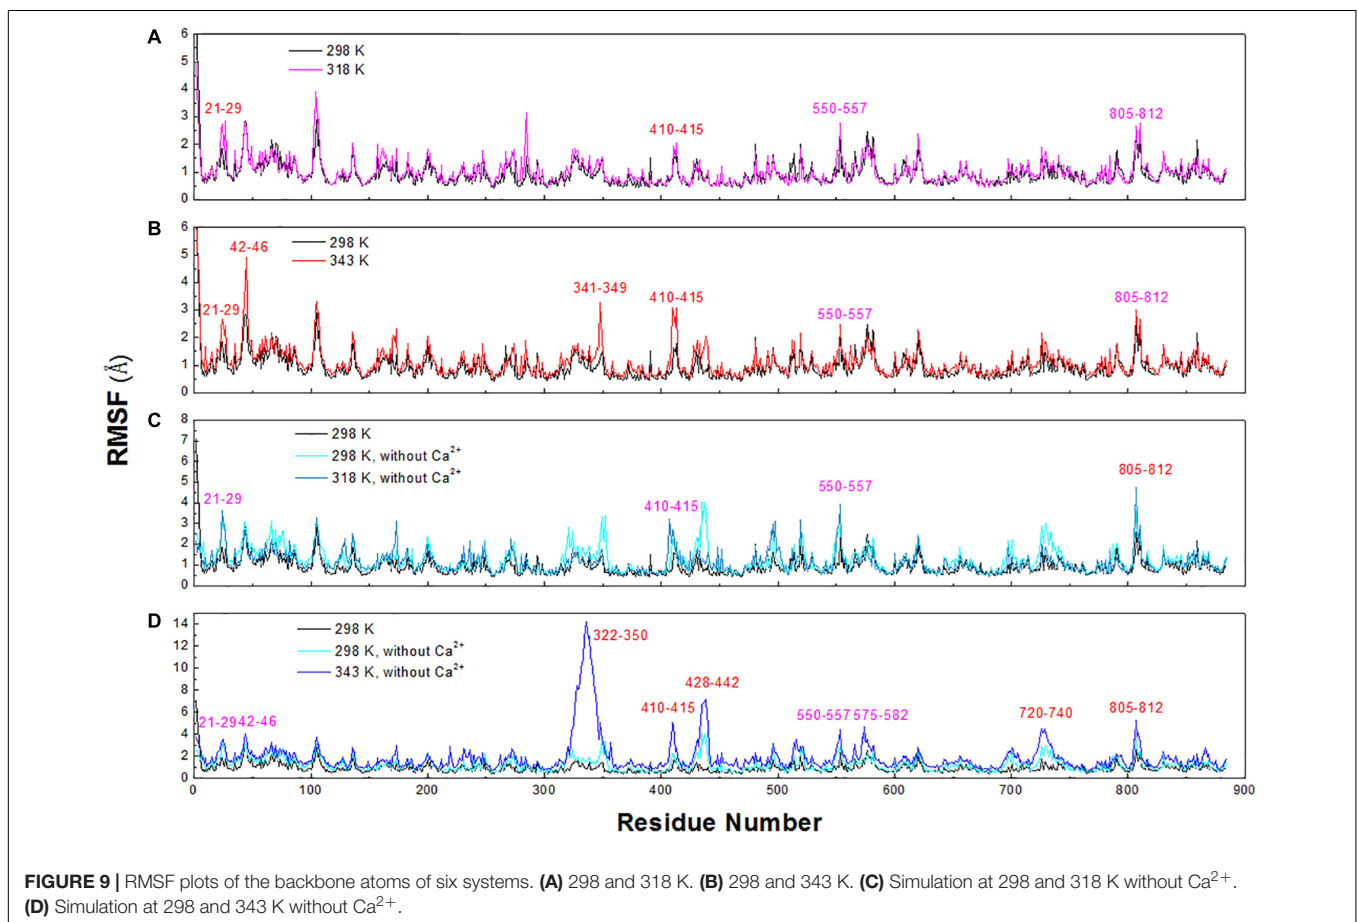 A
6
5
4
3
2
1
0
298 K
318 K
21-29
410-415
550-557
805-812
B
6
5
4
3
2
1
0
298 K
343 K
42-46
21-29
341-349
410-415
550-557
805-812
RMSF (Å)
C
8
7
6
5
4
3
2
1
0
298 K
298 K, without Ca²⁺
318 K, without Ca²⁺
21-29
410-415
550-557
805-812
D
14
12
10
8
6
4
2
0
298 K
298 K, without Ca²⁺
343 K, without Ca²⁺
21-29
42-46
322-350
410-415
428-442
550-557
575-582
720-740
805-812
0 100 200 300 400 500 600 700 800 900
Residue Number
FIGURE 9 | RMSF plots of the backbone atoms of six systems. (A) 298 and 318 K. (B) 298 and 343 K. (C) Simulation at 298 and 318 K without Ca2+.
(D) Simulation at 298 and 343 K without Ca2+.